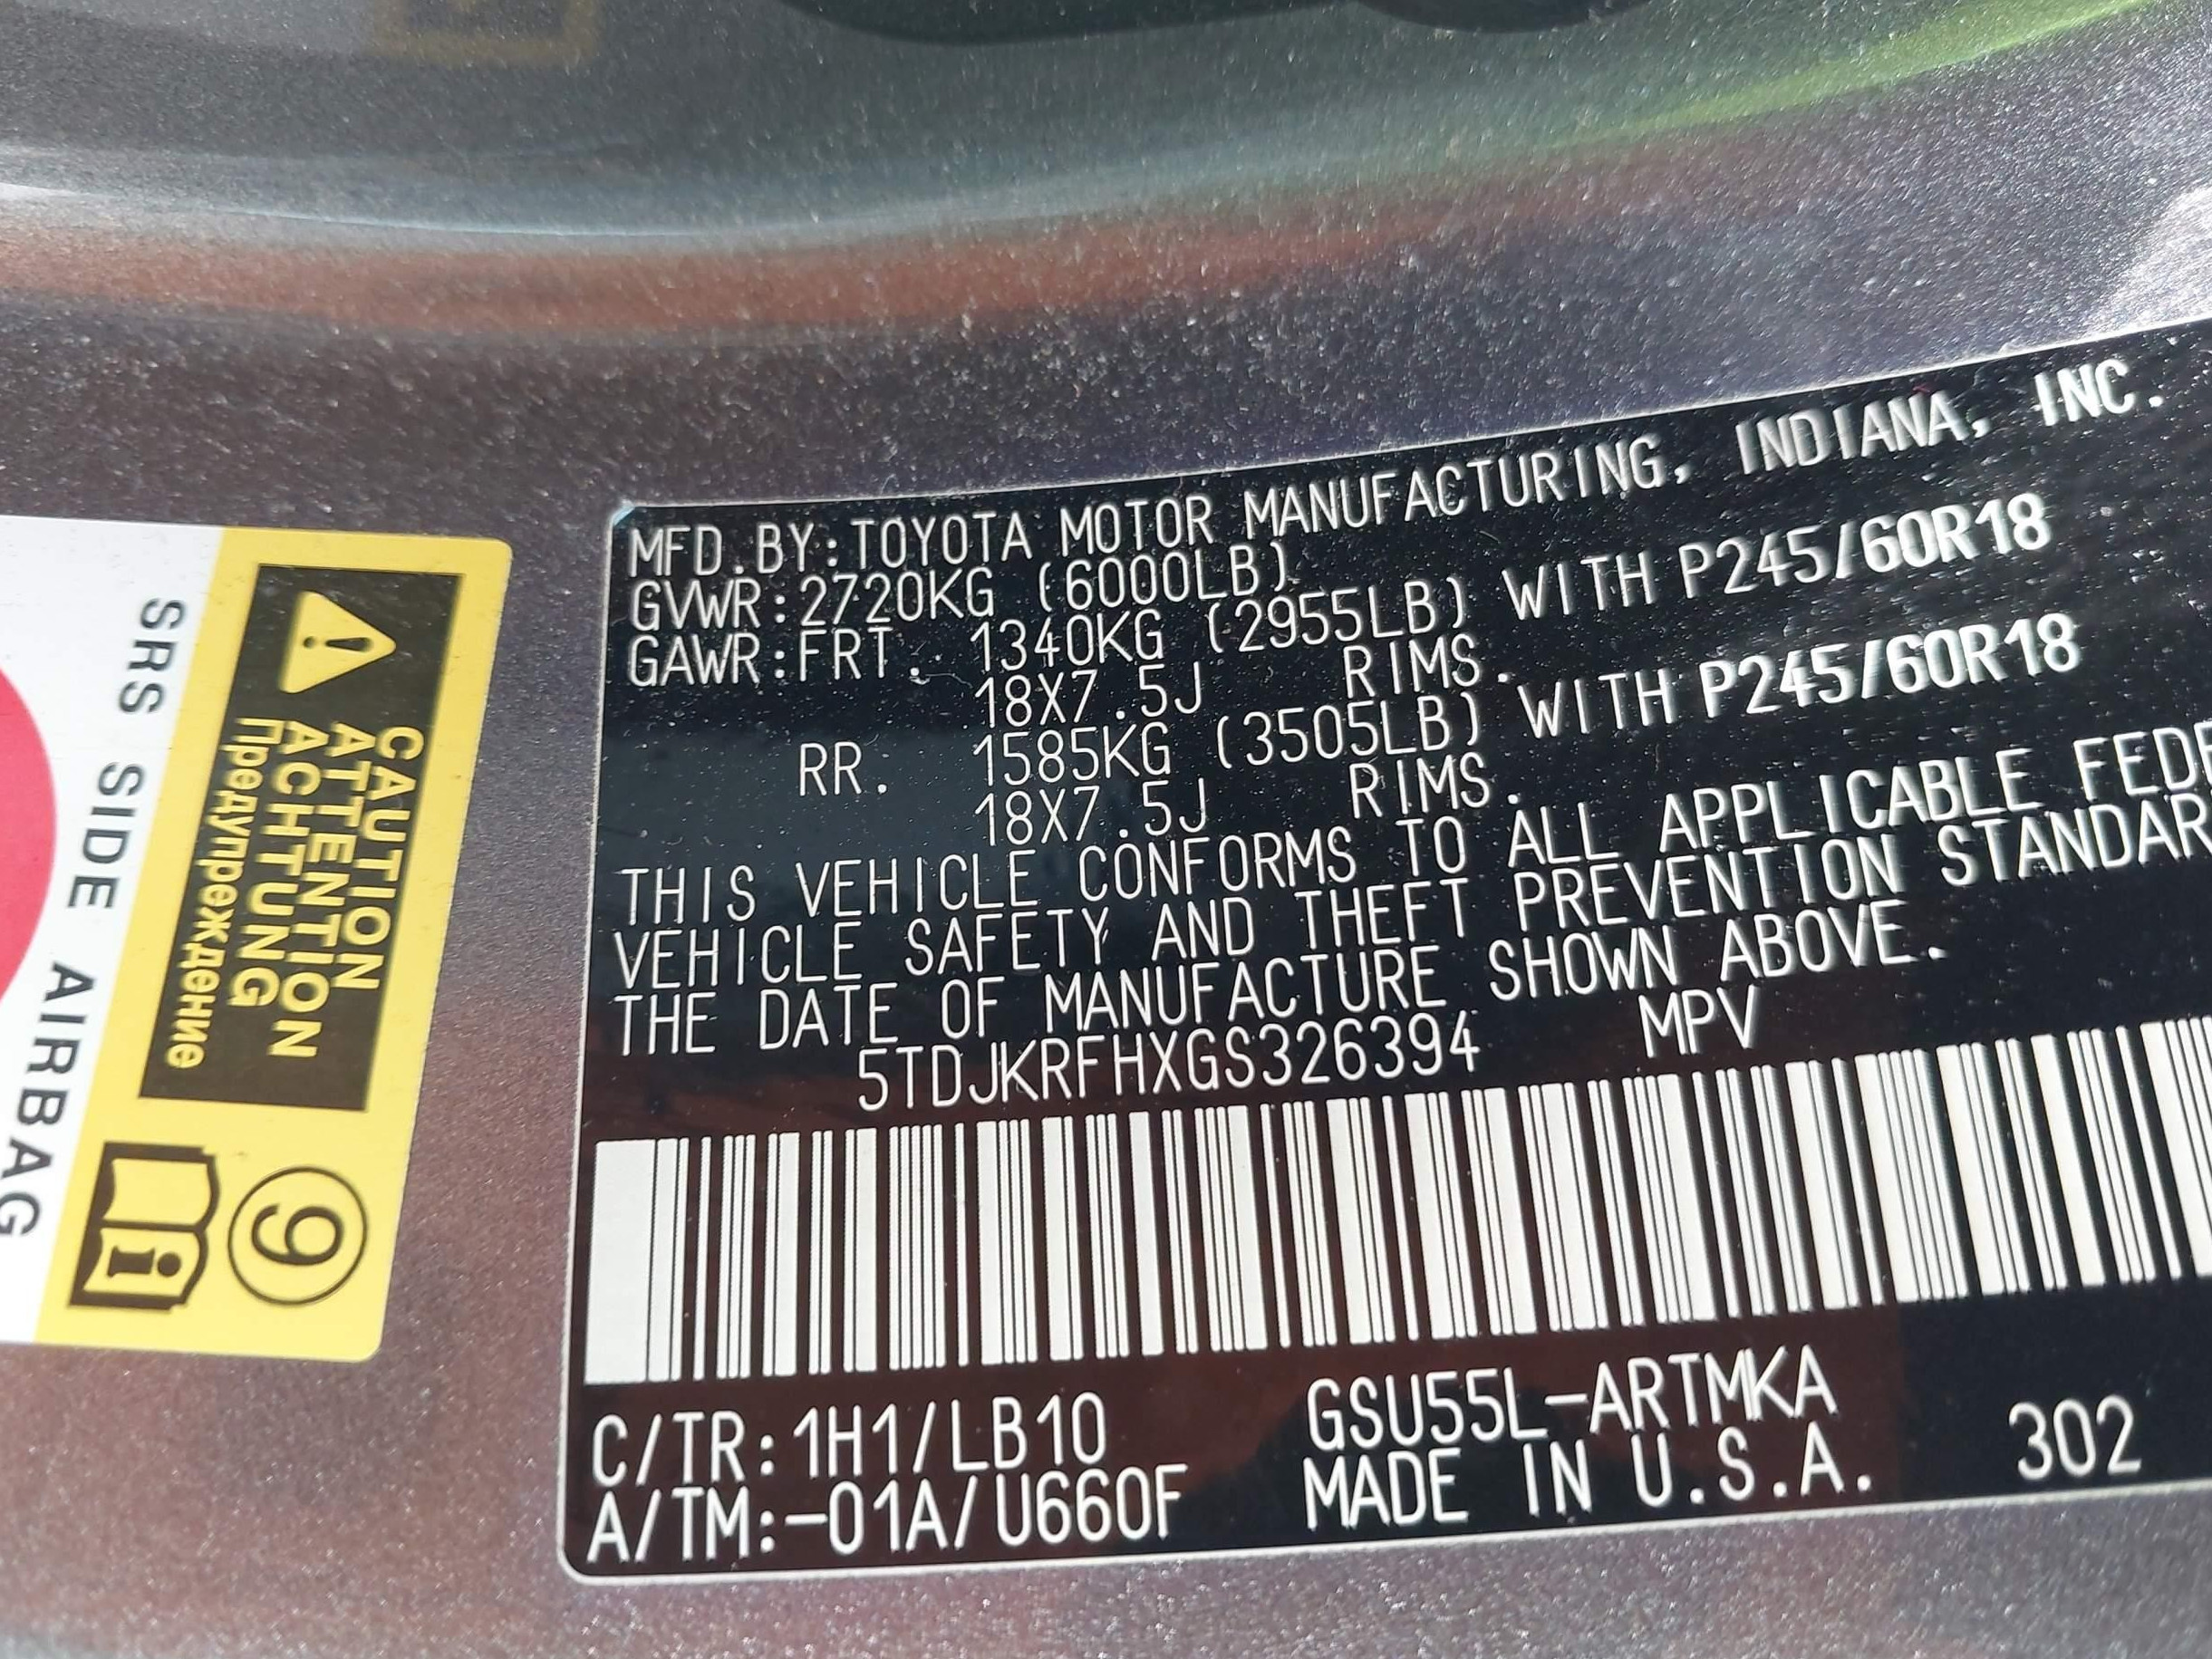 SRS SIDE AIRBAG
CAUTION
ATTENTION
ACHTUNG
Предупреждение
9
i
MFD.BY:TOYOTA MOTOR MANUFACTURING, INDIANA, INC.
GVWR:2720KG (6000LB)
GAWR:FRT. 1340KG (2955LB) WITH P245/60R18
18X7.5J RIMS.
RR. 1585KG (3505LB) WITH P245/60R18
18X7.5J RIMS.
THIS VEHICLE CONFORMS TO ALL APPLICABLE FEDE
VEHICLE SAFETY AND THEFT PREVENTION STANDAR
THE DATE OF MANUFACTURE SHOWN ABOVE.
5TDJKRFHXGS326394 MPV
C/TR:1H1/LB10 GSU55L-ARTMKA
A/TM:-01A/U660F MADE IN U.S.A. 302